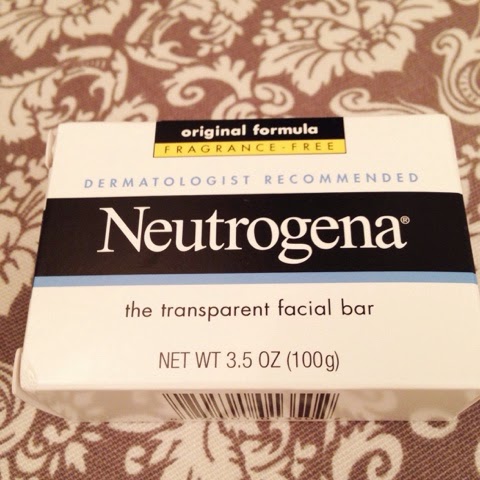 original formula
FRAGRANCE-FREE
DERMATOLOGIST RECOMMENDED
Neutrogena®
the transparent facial bar
NET WT 3.5 OZ (100g)